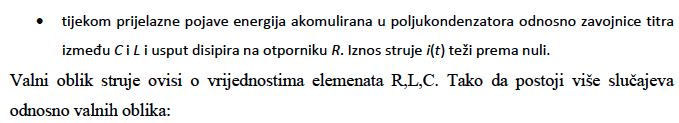 • tijekom prijelazne pojave energija akomulirana u poljukondenzatora odnosno zavojnice titra
između C i L i usput disipira na otporniku R. Iznos struje i(t) teži prema nuli.
Valni oblik struje ovisi o vrijednostima elemenata R,L,C. Tako da postoji više slučajeva
odnosno valnih oblika: